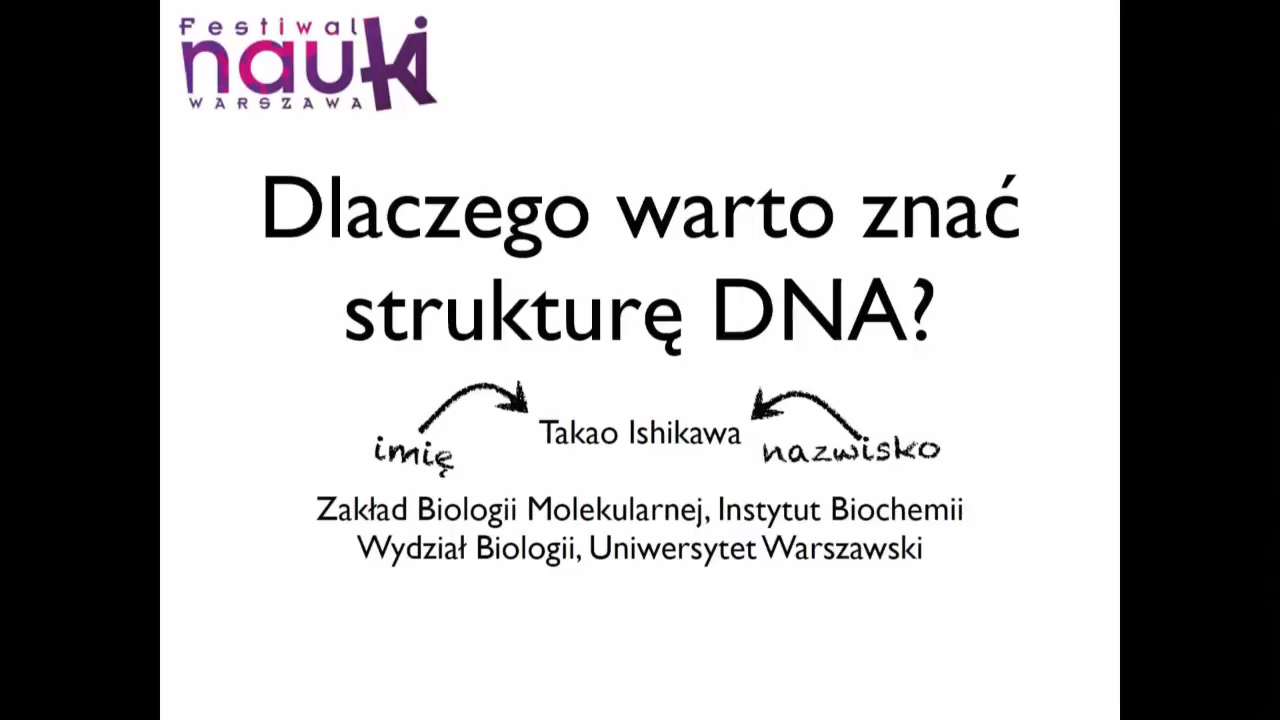 Festiwal
nauki
WARSZAWA
Dlaczego warto znać
strukturę DNA?
Takao Ishikawa
imię
nazwisko
Zakład Biologii Molekularnej, Instytut Biochemii
Wydział Biologii, Uniwersytet Warszawski